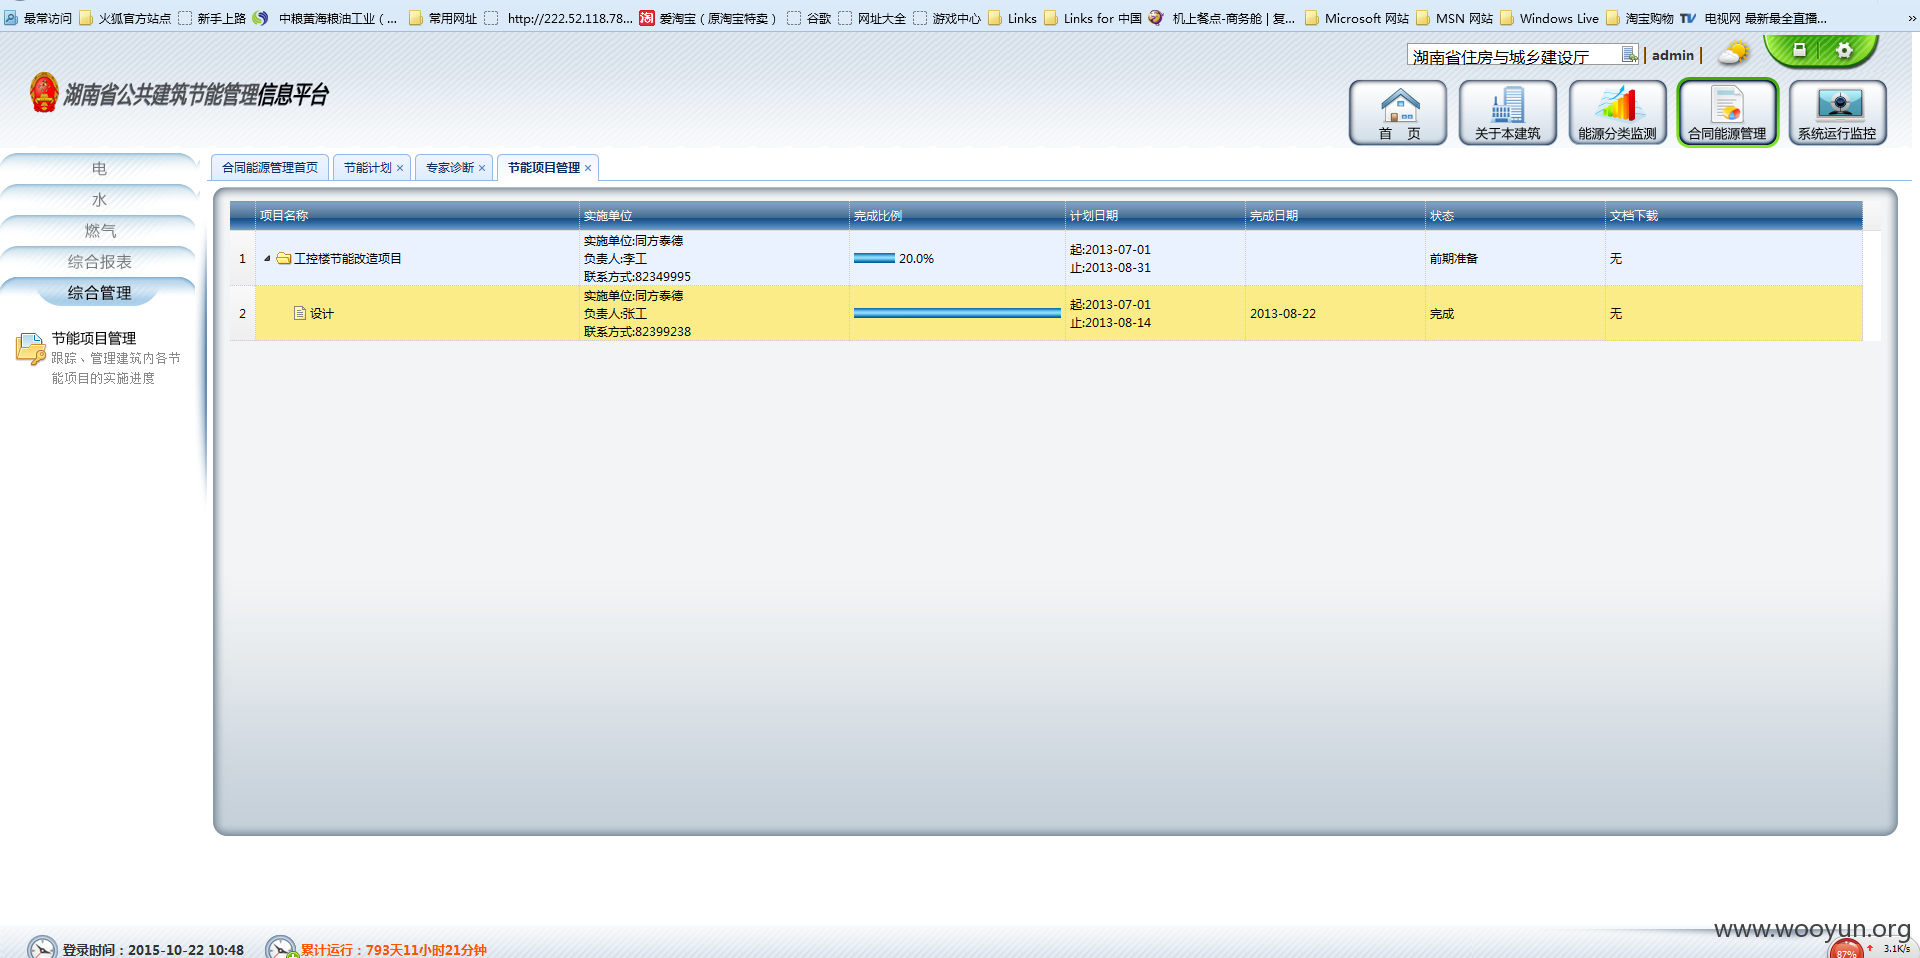 最常访问 火狐官方站点 新手上路 中粮黄海粮油工业（... 常用网址 http://222.52.118.78... 爱淘宝（原淘宝特卖） 谷歌 网址大全 游戏中心 Links Links for 中国 机上餐点-商务舱 | 复... Microsoft 网站 MSN 网站 Windows Live 淘宝购物 TV 电视网 最新最全直播... »
湖南省住房与城乡建设厅 | admin |
湖南省公共建筑节能管理信息平台
首 页 关于本建筑 能源分类监测 合同能源管理 系统运行监控
电
水
燃气
综合报表
综合管理
节能项目管理
跟踪、管理建筑内各节
能项目的实施进度
合同能源管理首页 节能计划 × 专家诊断 × 节能项目管理 ×
项目名称 实施单位 完成比例 计划日期 完成日期 状态 文档下载
1 工控楼节能改造项目 实施单位:同方泰德
负责人:李工
联系方式:82349995
20.0% 起:2013-07-01
止:2013-08-31
前期准备 无
2 设计 实施单位:同方泰德
负责人:张工
联系方式:82399238
起:2013-07-01
止:2013-08-14
2013-08-22 完成 无
登录时间：2015-10-22 10:48 累计运行：793天11小时21分钟
www.wooyun.org
87% 3.1K/s